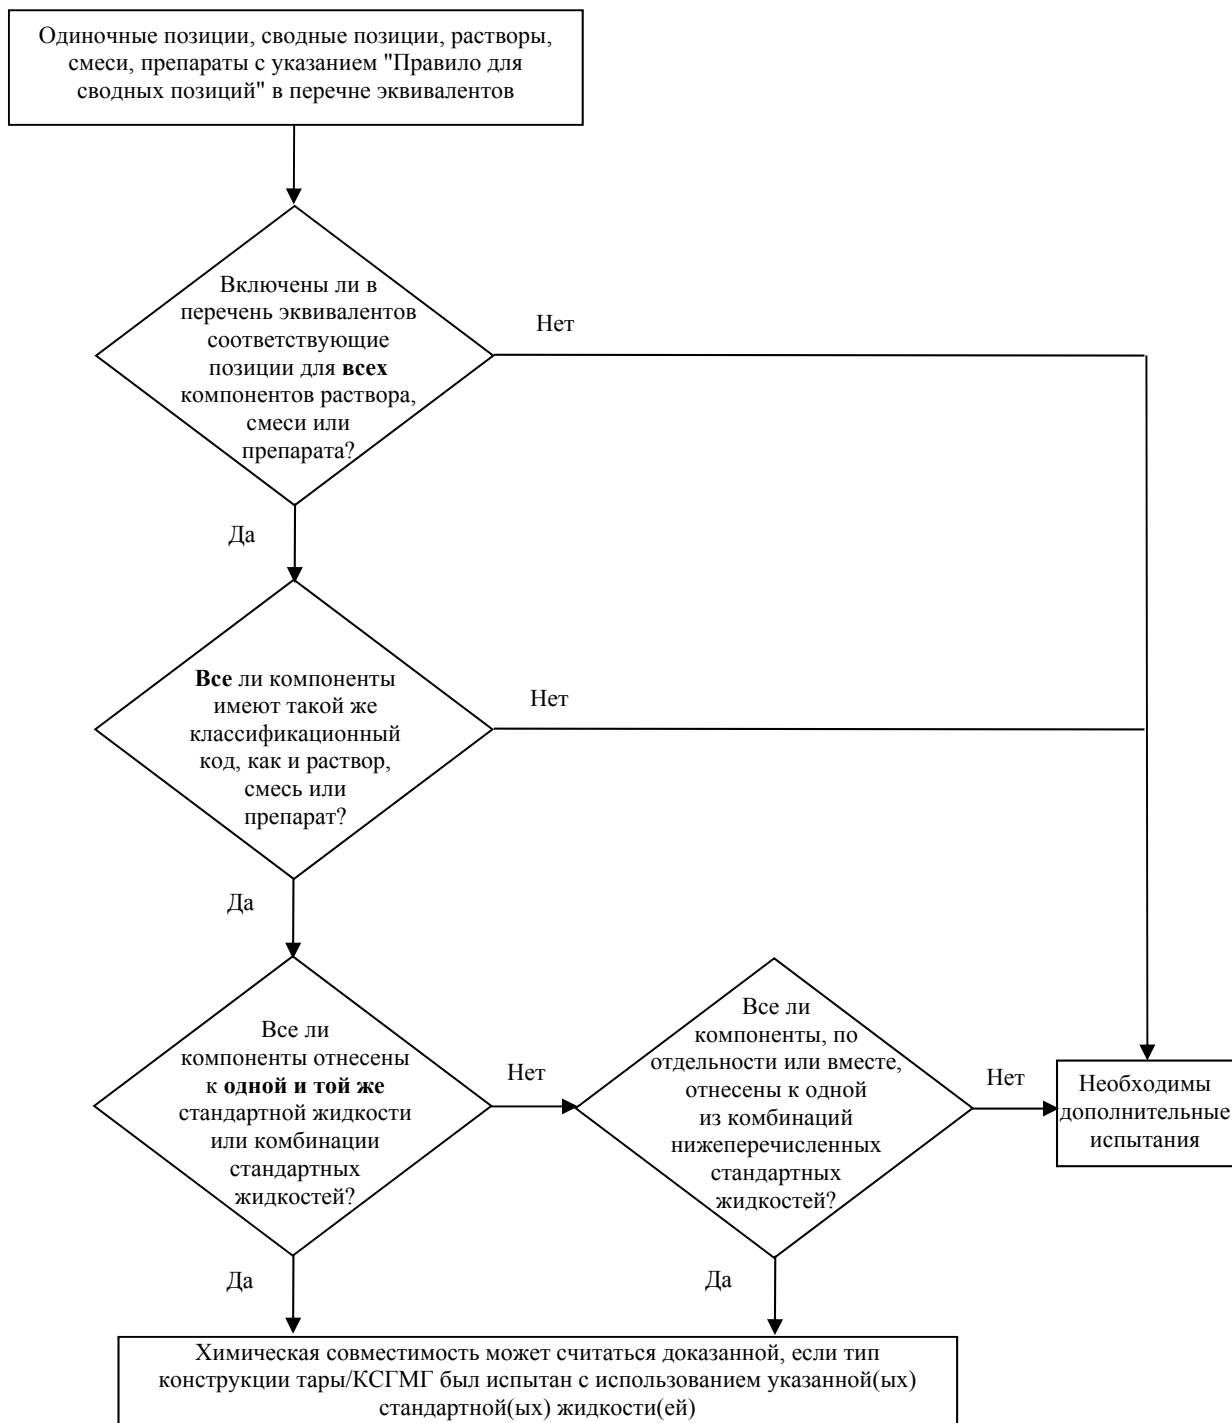 Одиночные позиции, сводные позиции, растворы,
смеси, препараты с указанием "Правило для
сводных позиций" в перечне эквивалентов
Включены ли в
перечень эквивалентов
соответствующие
позиции для всех
компонентов раствора,
смеси или
препарата?
Нет
Да
Все ли компоненты
имеют такой же
классификационный
код, как и раствор,
смесь или
препарат?
Нет
Да
Все ли
компоненты отнесены
к одной и той же
стандартной жидкости
или комбинации
стандартных
жидкостей?
Нет
Все ли
компоненты, по
отдельности или вместе,
отнесены к одной
из комбинаций
нижеперечисленных
стандартных
жидкостей?
Нет
Необходимы
дополнительные
испытания
Да
Да
Химическая совместимость может считаться доказанной, если тип
конструкции тары/КСГМГ был испытан с использованием указанной(ых)
стандартной(ых) жидкости(ей)